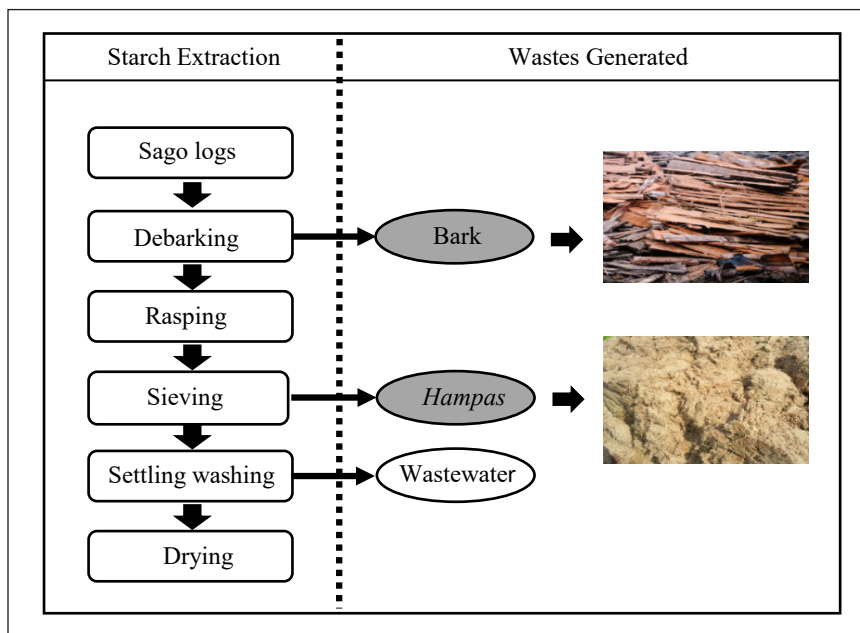 Starch Extraction
Wastes Generated
Sago logs
Debarking
Bark
Rasping
Sieving
Hampas
Settling washing
Wastewater
Drying